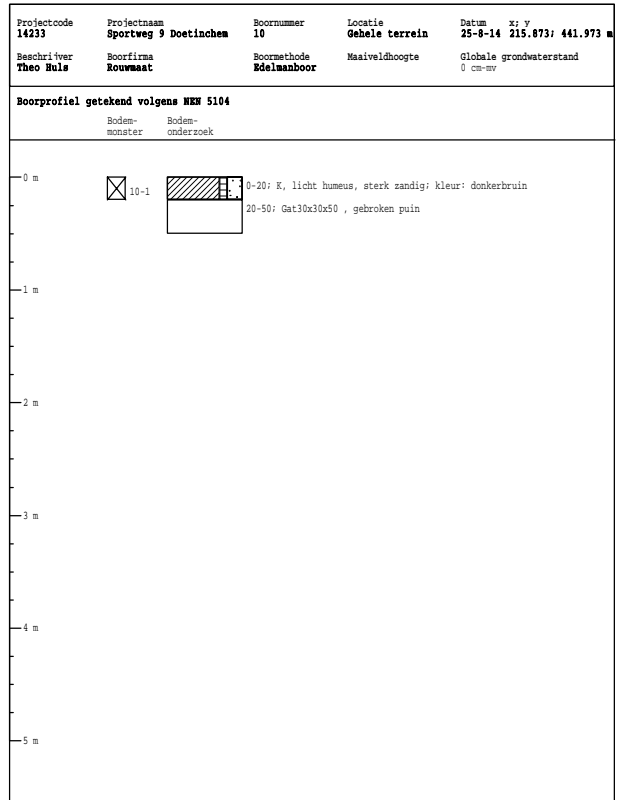 Projectcode Projectnaam Boornummer Locatie Datum x; y
14233 Sportweg 9 Doetinchem 10 Gehele terrein 25-8-14 215.873; 441.973 m
Beschrijver Boorfirma Boormethode Maaiveldhoogte Globale grondwaterstand
Theo Huls Rouwmaat Edelmanboor 0 cm-mv
Boorprofiel getekend volgens NEN 5104
Bodem- Bodem-
monster onderzoek
0 m
10-1 0-20; K, licht humeus, sterk zandig; kleur: donkerbruin
20-50; Gat30x30x50 , gebroken puin
1 m
2 m
3 m
4 m
5 m